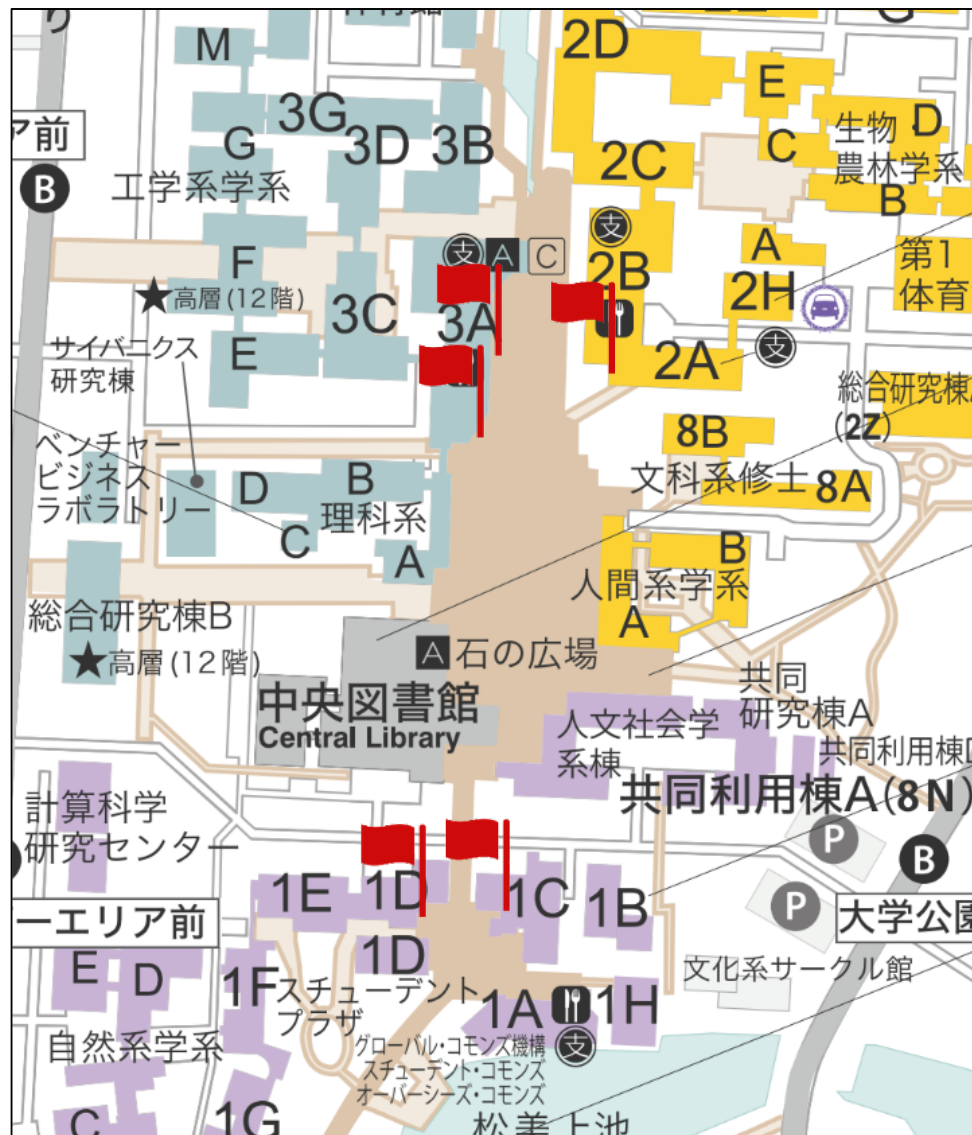 り
2D
M
E
3G
D
ア前
G
3D
3B
生物・
農林学系
C
2C
B
工学系学系
B
支
A
支
A
C
第1
体育
F
2B
2H
★高層(12階)
3C
3A
サイバニクス
研究棟
E
2A
支
総合研究棟
(2Z)
ベンチャー
ビジネス
ラボラトリー
8B
文科系修士
8A
D
B
理科系
C
A
B
人間系学系
A
総合研究棟B
★高層(12階)
A 石の広場
中央図書館
Central Library
共同
研究棟A
人文社会学
系棟
共同利用棟
共同利用棟A(8N)
計算科学
研究センター
P
B
1E
1D
1C
1B
P
ーエリア前
大学公園
1D
文化系サークル館
E
D
1F
スチューデント
プラザ
1A
1H
自然系学系
グローバル・コモンズ機構
スチューデント・コモンズ
オーバーシーズ・コモンズ
支
C
1G
松美上池